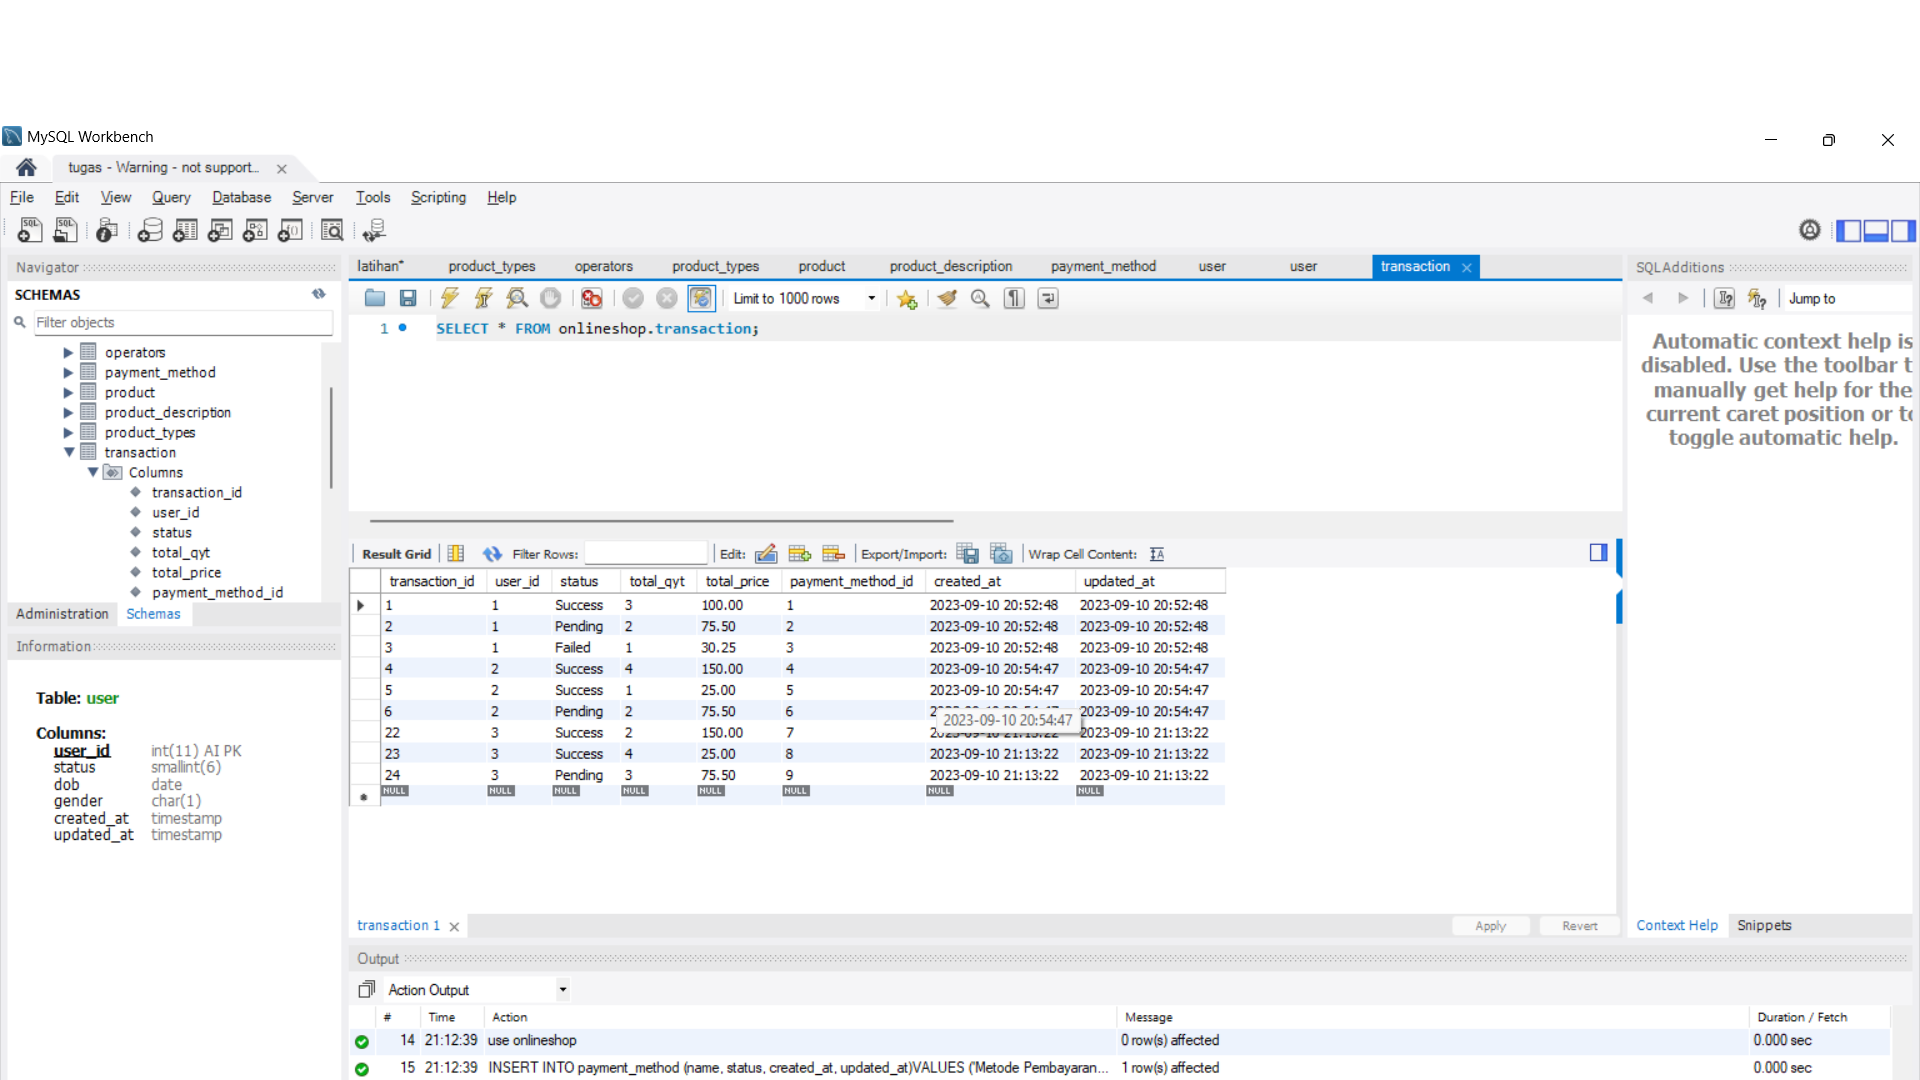 MySQL Workbench
tugas - Warning - not support...
File Edit View Query Database Server Tools Scripting Help
Navigator
SCHEMAS
Filter objects
operators
payment_method
product
product_description
product_types
transaction
Columns
transaction_id
user_id
status
total_qyt
total_price
payment_method_id
Administration Schemas
Information
Table: user
Columns:
user_id int(11) AI PK
status smallint(6)
dob date
gender char(1)
created_at timestamp
updated_at timestamp
latihan* product_types operators product_types product product_description payment_method user user transaction
Limit to 1000 rows
1 SELECT * FROM onlineshop.transaction;
Result Grid Filter Rows: Edit: Export/Import: Wrap Cell Content:
transaction_id user_id status total_qyt total_price payment_method_id created_at updated_at
1 1 Success 3 100.00 1 2023-09-10 20:52:48 2023-09-10 20:52:48
2 1 Pending 2 75.50 2 2023-09-10 20:52:48 2023-09-10 20:52:48
3 1 Failed 1 30.25 3 2023-09-10 20:52:48 2023-09-10 20:52:48
4 2 Success 4 150.00 4 2023-09-10 20:54:47 2023-09-10 20:54:47
5 2 Success 1 25.00 5 2023-09-10 20:54:47 2023-09-10 20:54:47
6 2 Pending 2 75.50 6 2023-09-10 20:54:47
2023-09-10 20:54:47
22 3 Success 2 150.00 7 2023-09-10 21:13:22
23 3 Success 4 25.00 8 2023-09-10 21:13:22 2023-09-10 21:13:22
24 3 Pending 3 75.50 9 2023-09-10 21:13:22 2023-09-10 21:13:22
NULL NULL NULL NULL NULL NULL NULL NULL
transaction 1
Apply Revert
Output
Action Output
# Time Action Message Duration / Fetch
14 21:12:39 use onlineshop 0 row(s) affected 0.000 sec
15 21:12:39 INSERT INTO payment_method (name, status, created_at, updated_at)VALUES ('Metode Pembayaran... 1 row(s) affected 0.000 sec
SQLAdditions
Jump to
Automatic context help is
disabled. Use the toolbar t
manually get help for the
current caret position or to
toggle automatic help.
Context Help Snippets